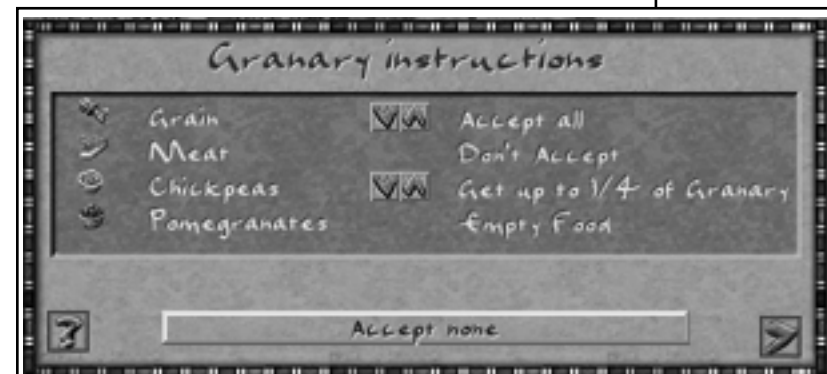 Granary instructions
Grain Accept all
Meat Don't Accept
Chickpeas Get up to 1/4 of Granary
Pomegranates Empty Food
?
Accept none